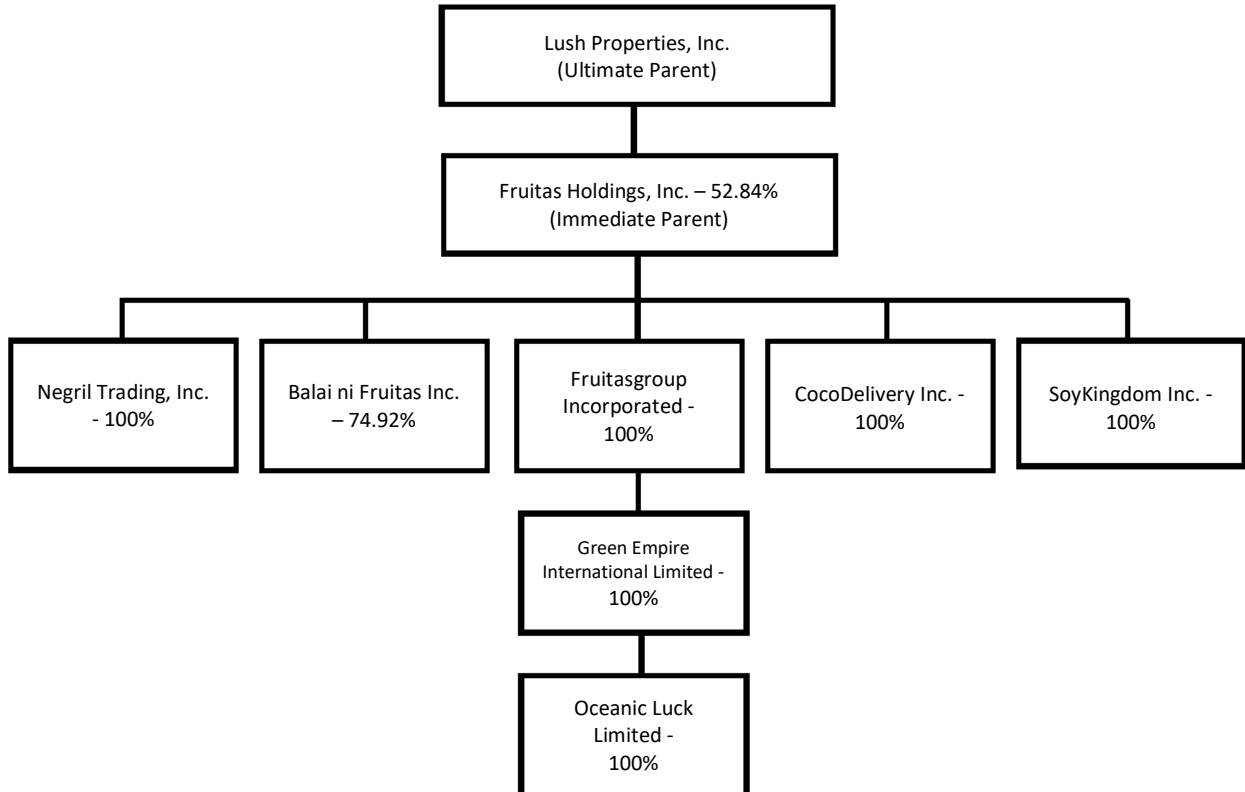 Lush Properties, Inc.
(Ultimate Parent)
Fruitas Holdings, Inc. – 52.84%
(Immediate Parent)
Negril Trading, Inc.
- 100%
Balai ni Fruitas Inc.
– 74.92%
Fruitasgroup
Incorporated -
100%
CocoDelivery Inc. -
100%
SoyKingdom Inc. -
100%
Green Empire
International Limited -
100%
Oceanic Luck
Limited -
100%